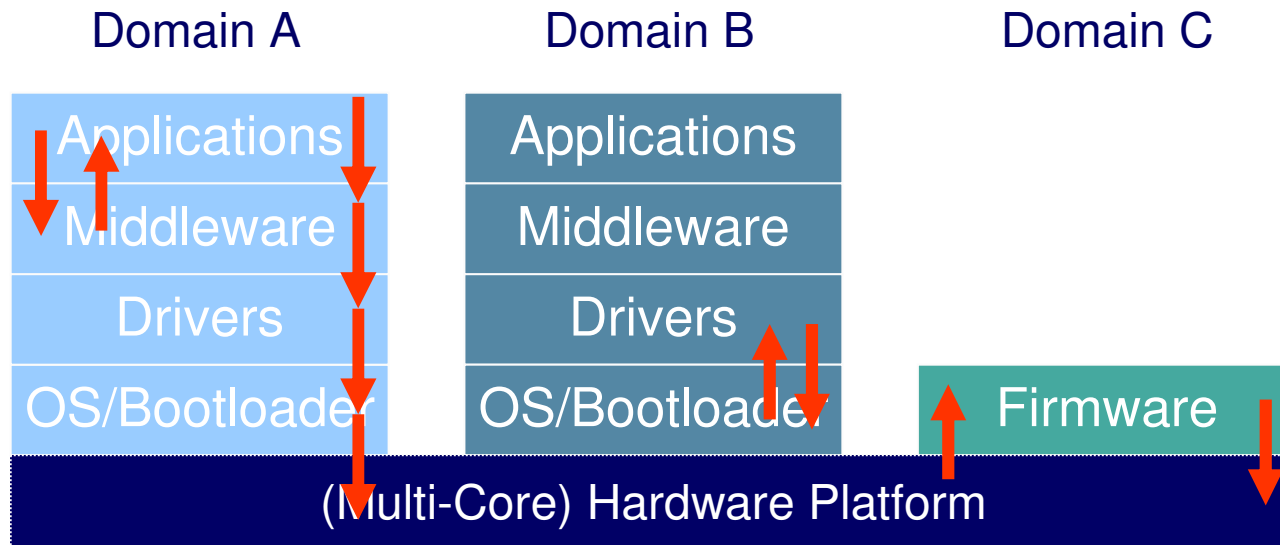 Domain A
Domain B
Domain C
Applications
Applications
Middleware
Middleware
Drivers
Drivers
OS/Bootloader
OS/Bootloader
Firmware
(Multi-Core) Hardware Platform